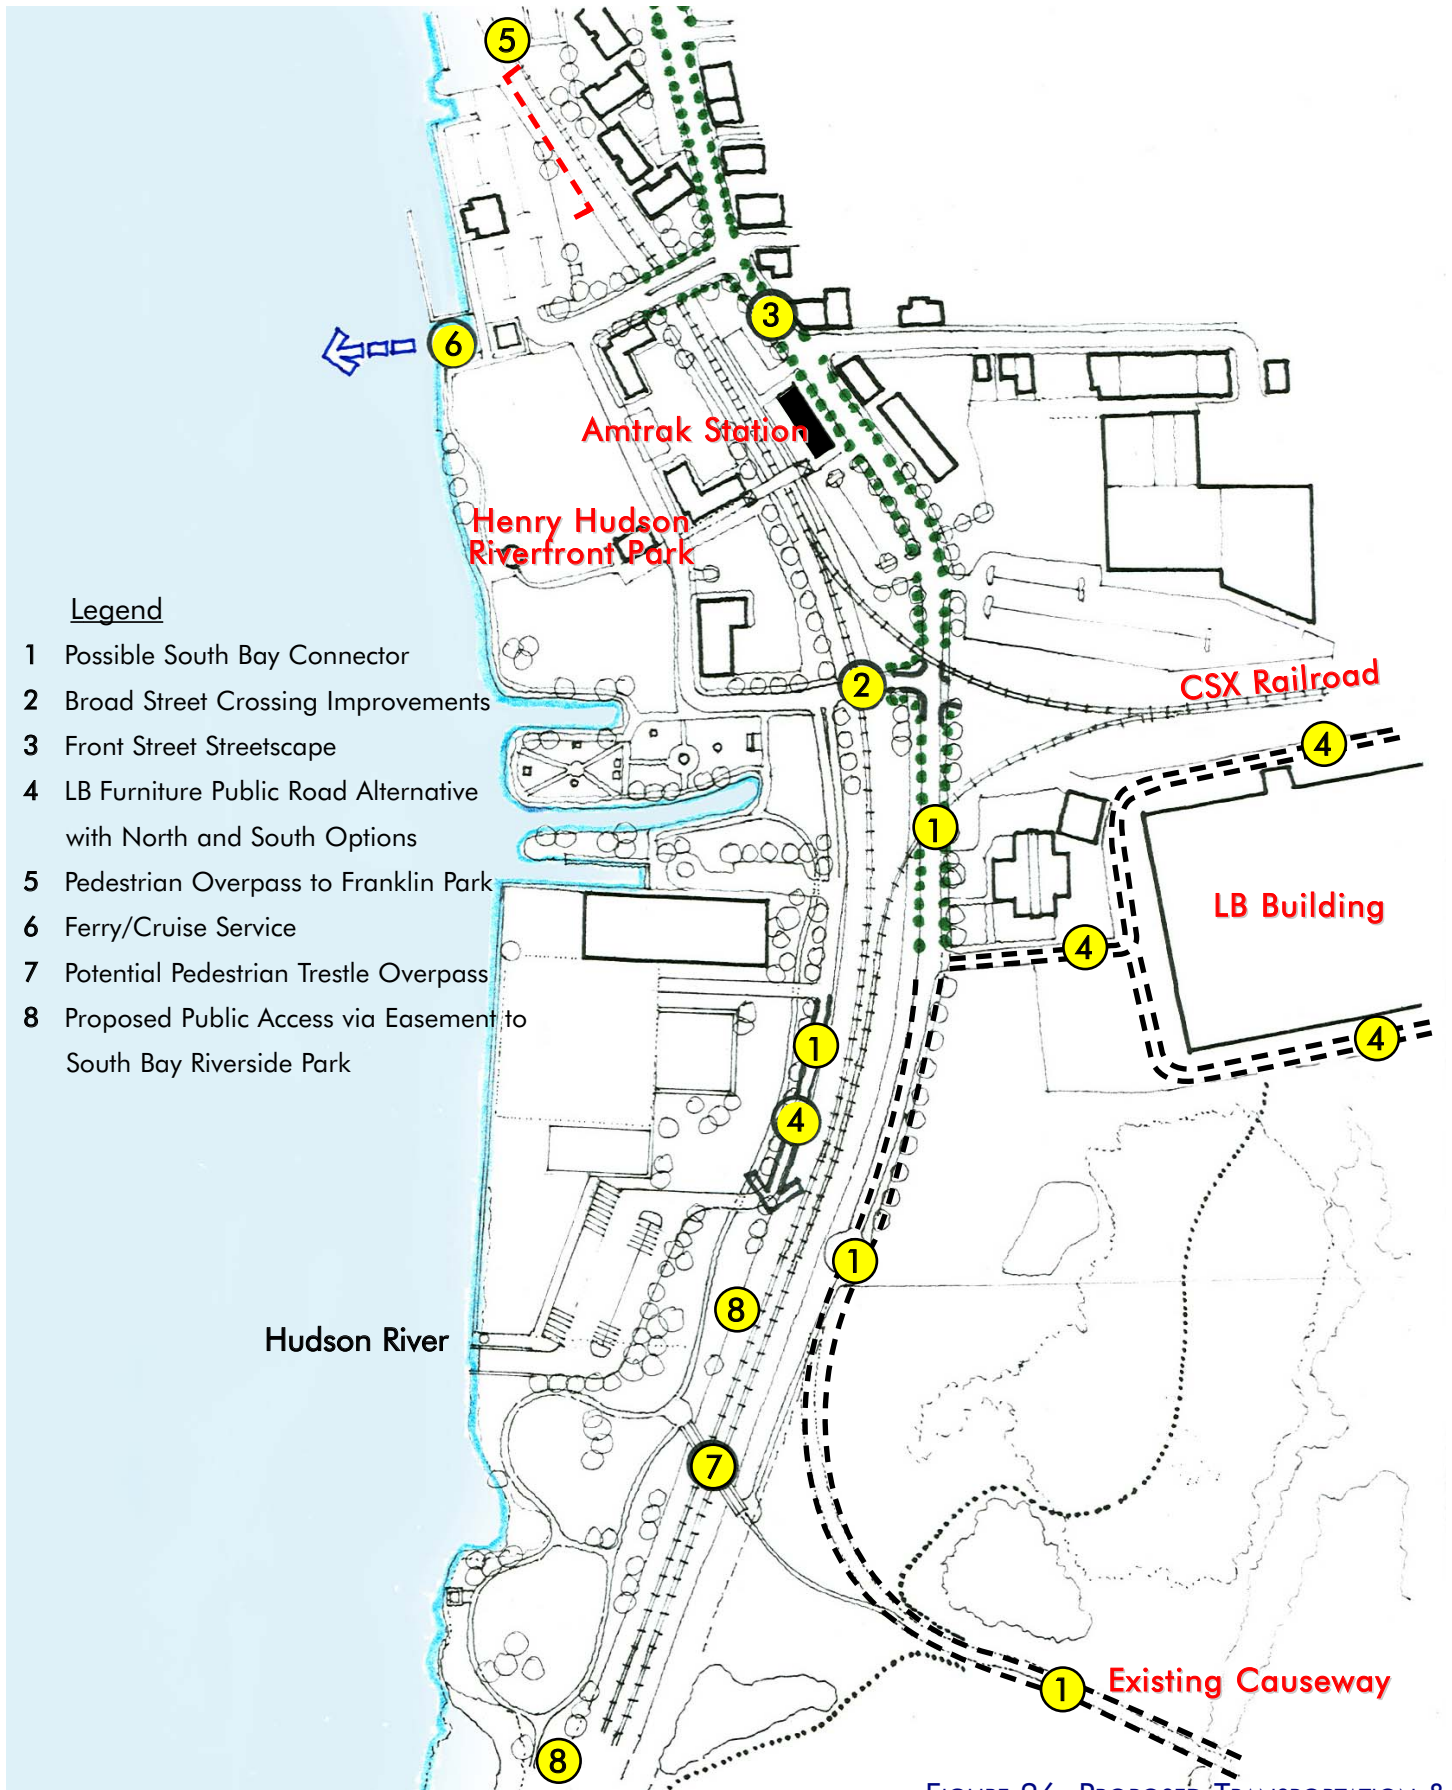 5
3
6
Amtrak Station
Henry Hudson
Riverfront Park
Legend
1 Possible South Bay Connector
2 Broad Street Crossing Improvements
3 Front Street Streetscape
4 LB Furniture Public Road Alternative
with North and South Options
5 Pedestrian Overpass to Franklin Park
6 Ferry/Cruise Service
7 Potential Pedestrian Trestle Overpass
8 Proposed Public Access via Easement to
South Bay Riverside Park
2
CSX Railroad
4
1
LB Building
4
4
1
4
1
8
Hudson River
7
Existing Causeway
1
8